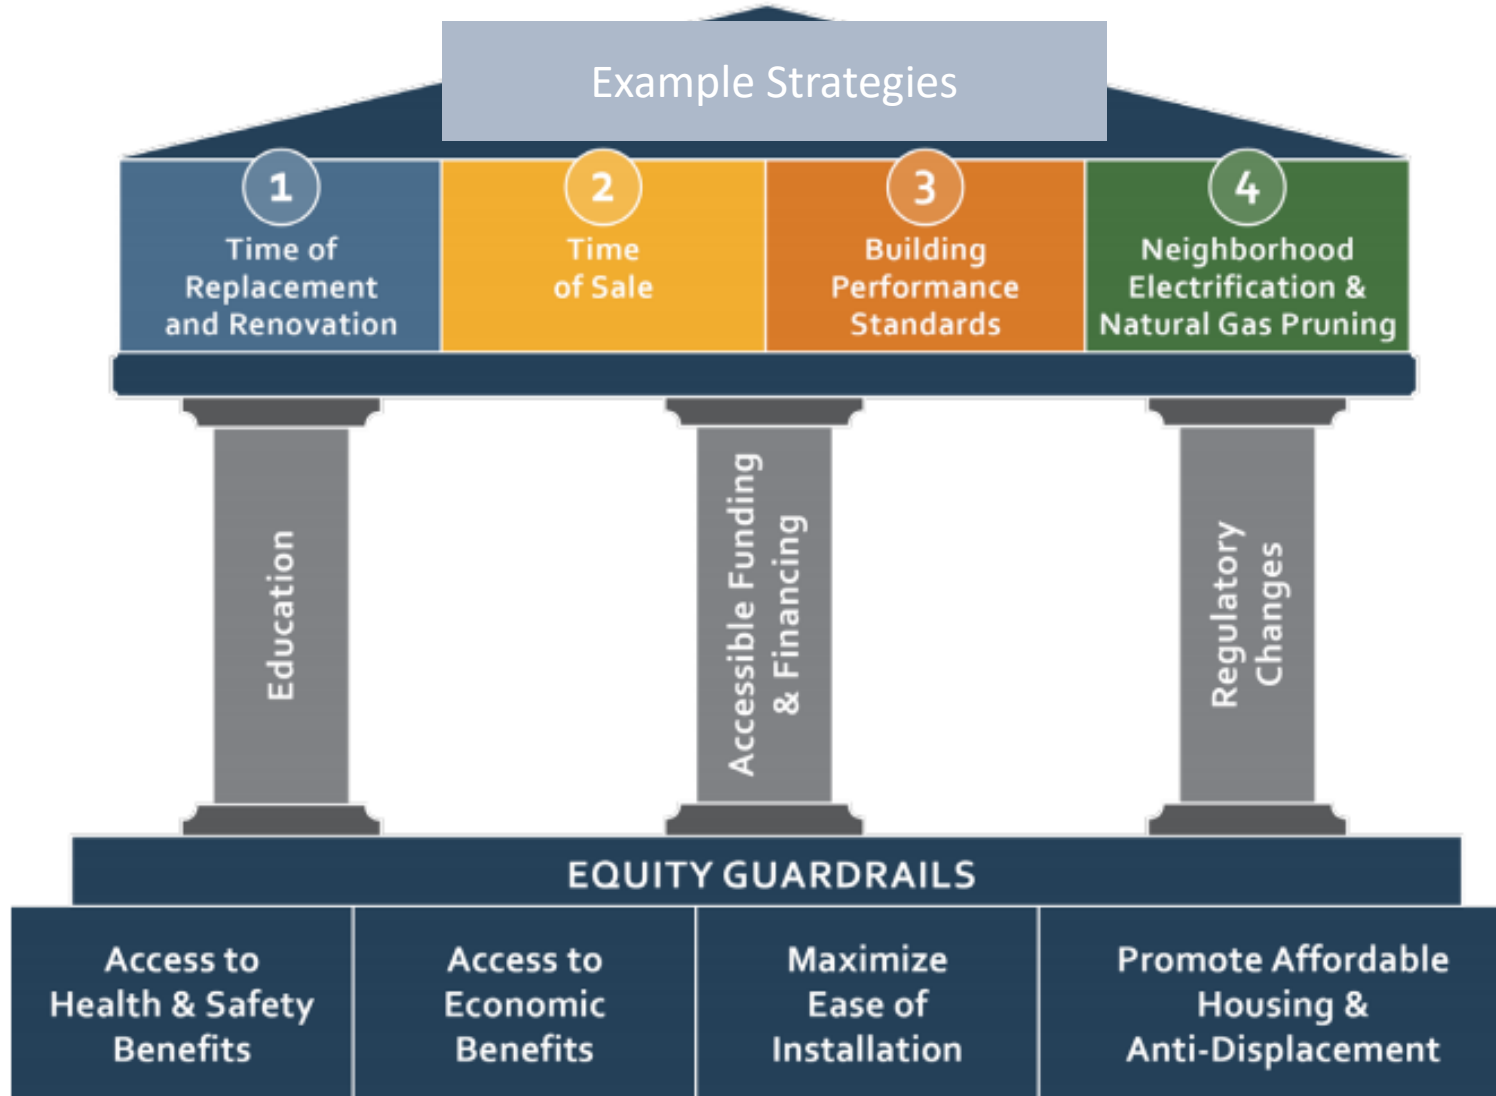 Example Strategies
1
Time of
Replacement
and Renovation
2
Time
of Sale
3
Building
Performance
Standards
4
Neighborhood
Electrification &
Natural Gas Pruning
Education
Accessible Funding
& Financing
Regulatory
Changes
EQUITY GUARDRAILS
Access to
Health & Safety
Benefits
Access to
Economic
Benefits
Maximize
Ease of
Installation
Promote Affordable
Housing &
Anti-Displacement